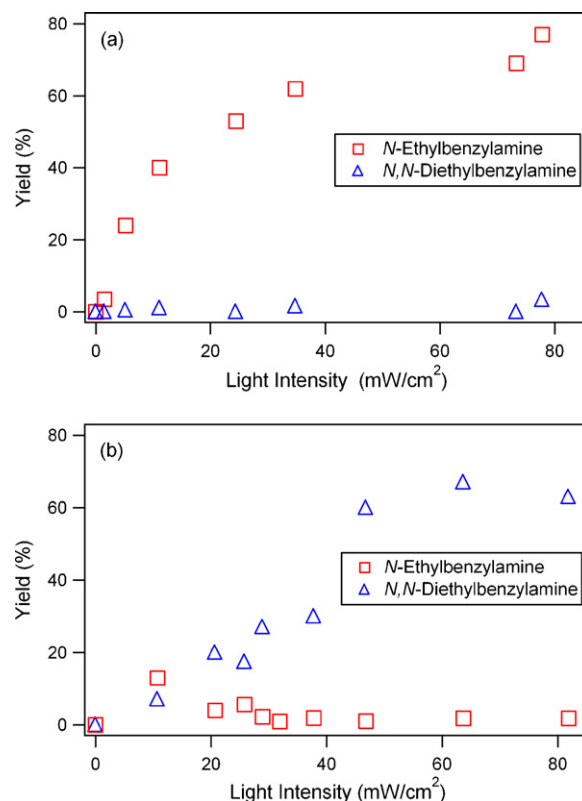 (a)
80
60
40
20
0
Yield (%)
N-Ethylbenzylamine
N,N-Diethylbenzylamine
0 20 40 60 80
Light Intensity (mW/cm²)
(b)
80
60
40
20
0
Yield (%)
N-Ethylbenzylamine
N,N-Diethylbenzylamine
0 20 40 60 80
Light Intensity (mW/cm²)